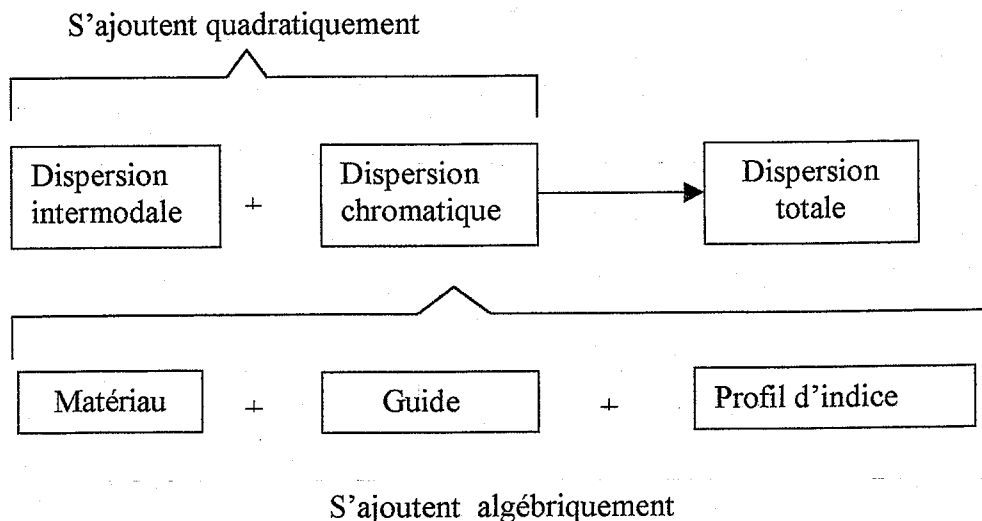 S'ajoutent quadratiquement
Dispersion
intermodale
+
Dispersion
chromatique
Dispersion
totale
Matériau
+
Guide
+
Profil d'indice
S'ajoutent algébriquement